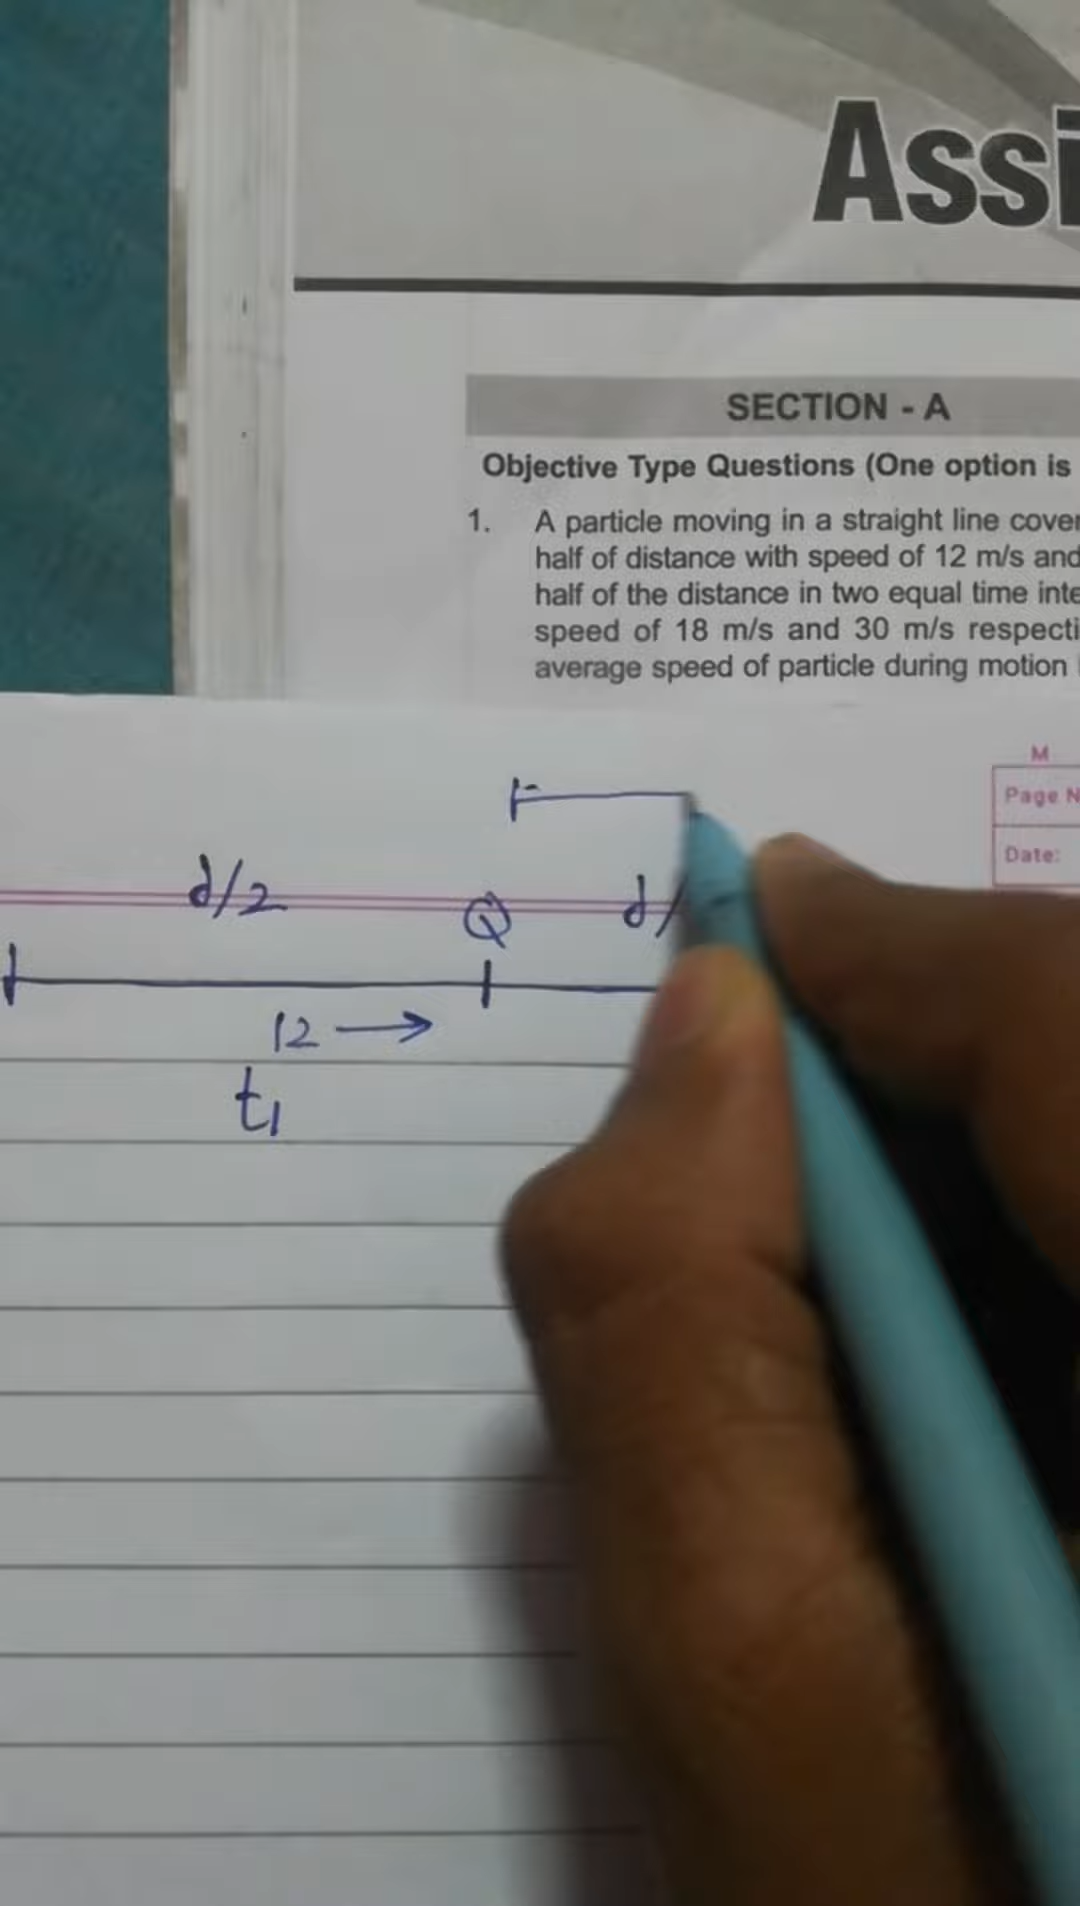 Assi
SECTION - A
Objective Type Questions (One option is
1. A particle moving in a straight line cover
half of distance with speed of 12 m/s and
half of the distance in two equal time inte
speed of 18 m/s and 30 m/s respecti
average speed of particle during motion
M
Page N
Date:
d/2 Q d/
12 →
t1